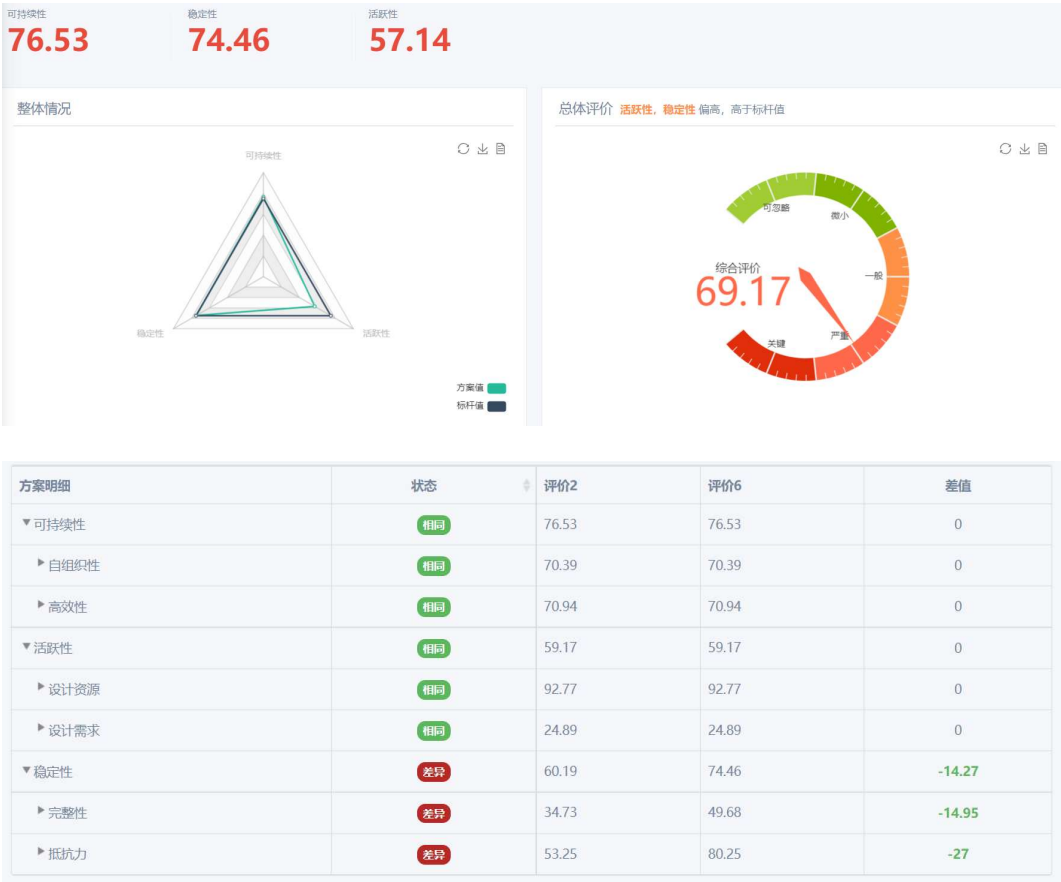 可持续性 稳定性 活跃性
76.53 74.46 57.14
整体情况
可持续性
稳定性 活跃性
方案值
标杆值
总体评价 活跃性，稳定性 偏高，高于标杆值
可忽略
微小
一般
综合评价
69.17
严重
关键
方案明细 状态 评价2 评价6 差值
可持续性 相同 76.53 76.53 0
自组织性 相同 70.39 70.39 0
高效性 相同 70.94 70.94 0
活跃性 相同 59.17 59.17 0
设计资源 相同 92.77 92.77 0
设计需求 相同 24.89 24.89 0
稳定性 差异 60.19 74.46 -14.27
完整性 差异 34.73 49.68 -14.95
抵抗力 差异 53.25 80.25 -27